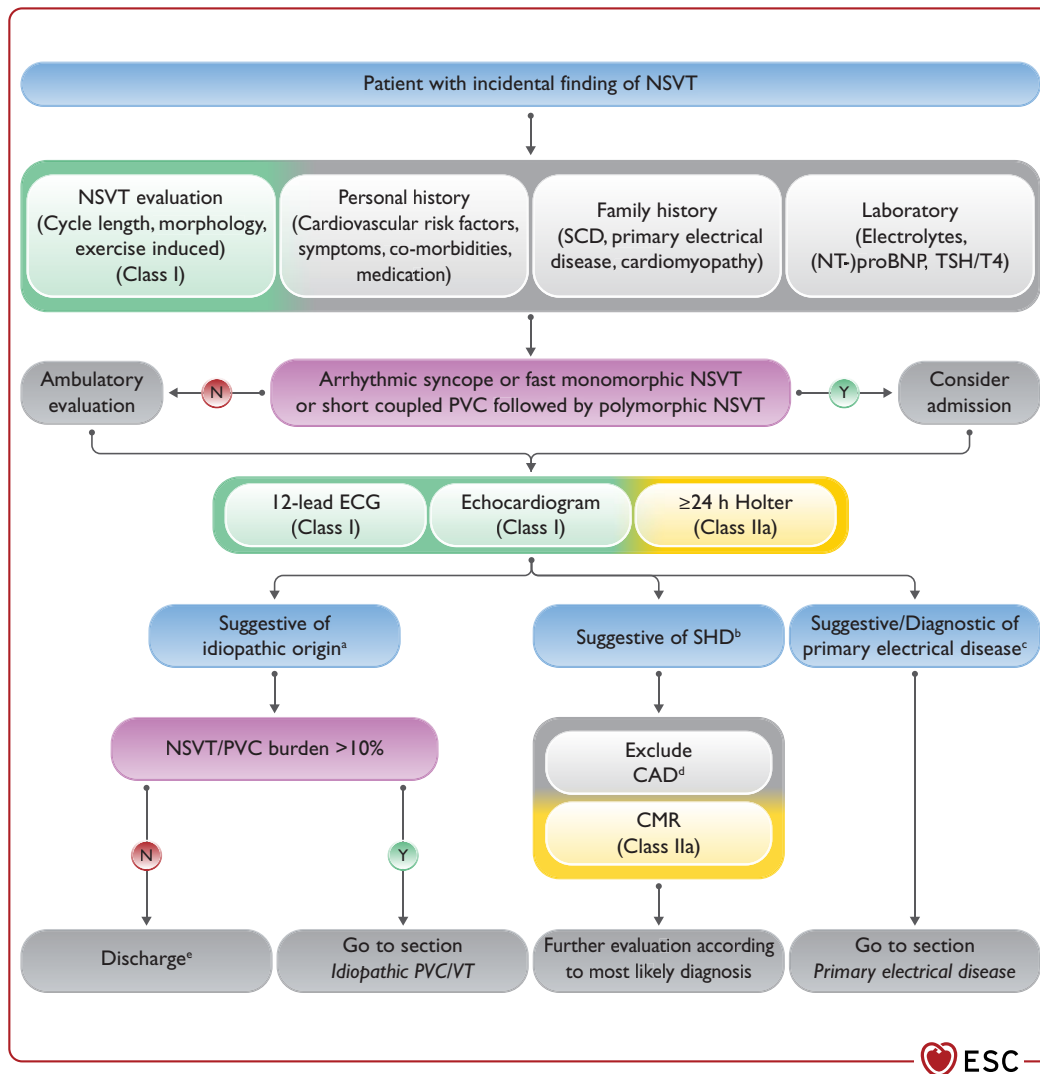 Patient with incidental finding of NSVT
NSVT evaluation
(Cycle length, morphology,
exercise induced)
(Class I)
Personal history
(Cardiovascular risk factors,
symptoms, co-morbidities,
medication)
Family history
(SCD, primary electrical
disease, cardiomyopathy)
Laboratory
(Electrolytes,
(NT-)proBNP, TSH/T4)
Ambulatory
evaluation
N
Arrhythmic syncope or fast monomorphic NSVT
or short coupled PVC followed by polymorphic NSVT
Y
Consider
admission
12-lead ECG
(Class I)
Echocardiogram
(Class I)
≥24 h Holter
(Class IIa)
Suggestive of
idiopathic originᵃ
Suggestive of SHDᵇ
Suggestive/Diagnostic of
primary electrical diseaseᶜ
NSVT/PVC burden >10%
Exclude
CADᵈ
CMR
(Class IIa)
N
Y
Dischargeᵉ
Go to section
Idiopathic PVC/VT
Further evaluation according
to most likely diagnosis
Go to section
Primary electrical disease
ESC